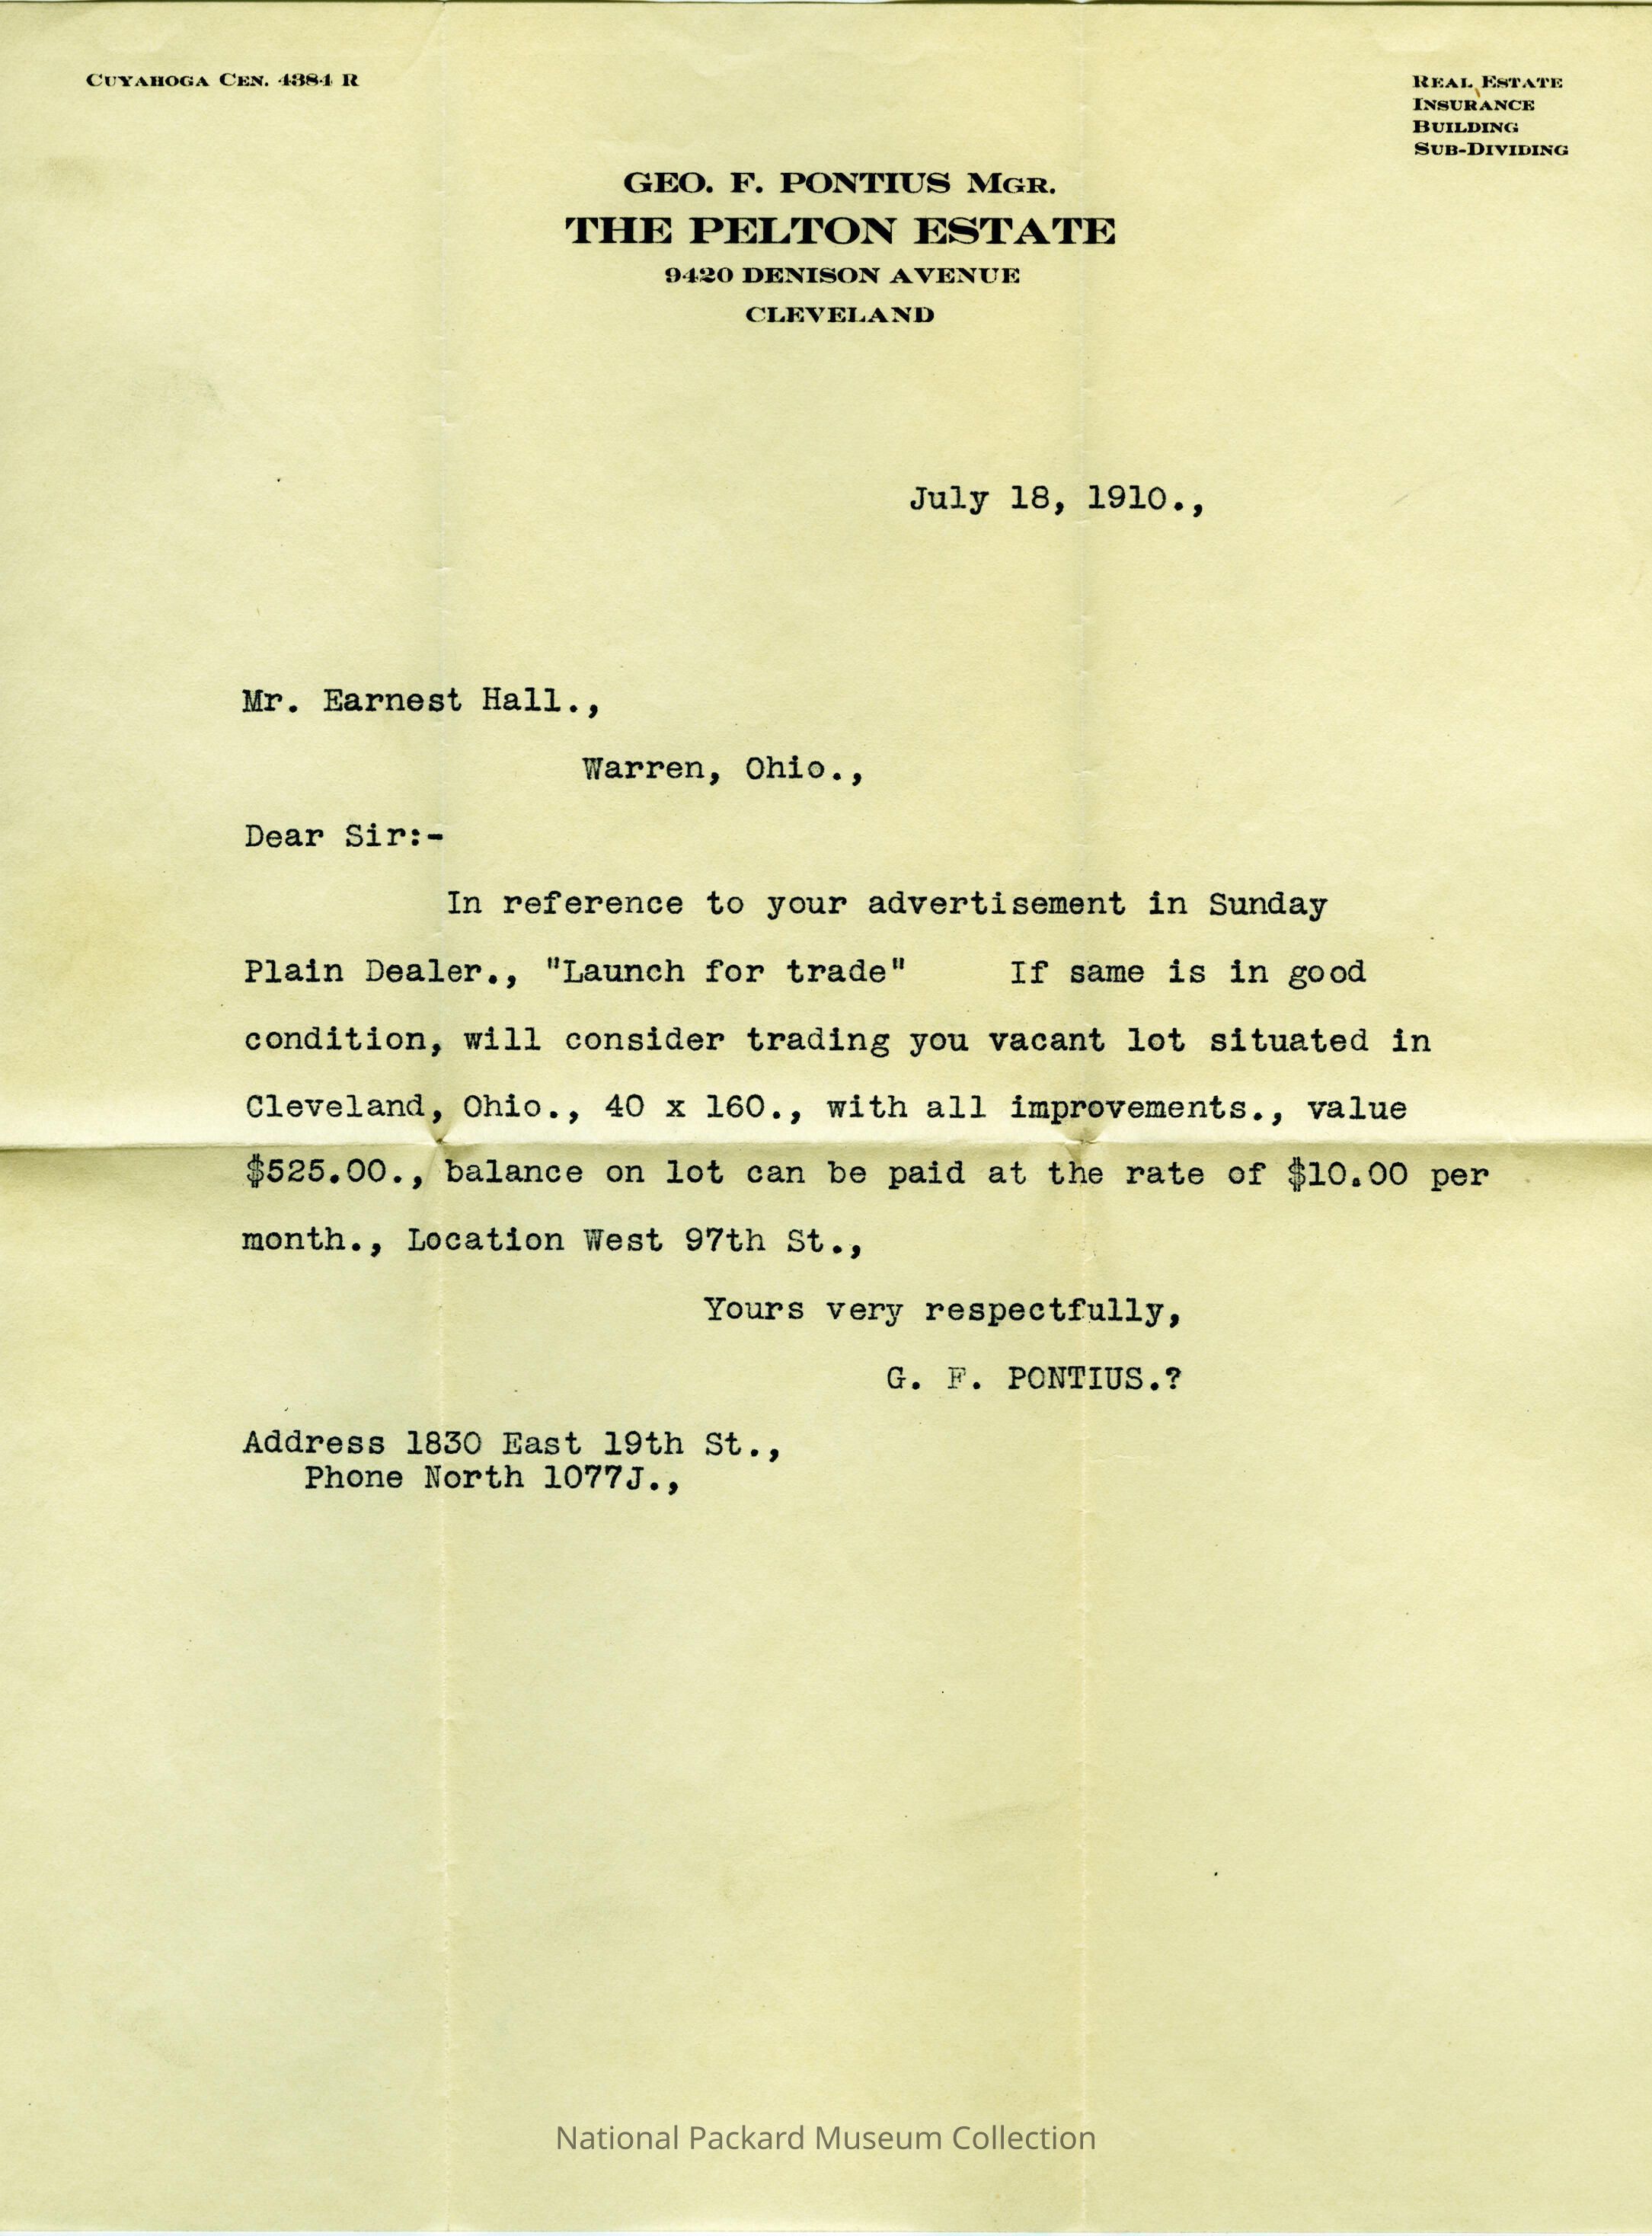 Cuyahoga Cen. 4384 R
Real Estate
Insurance
Building
Sub-Dividing
GEO. F. PONTIUS Mgr.
THE PELTON ESTATE
9420 DENISON AVENUE
CLEVELAND
July 18, 1910.,
Mr. Earnest Hall.,
Warren, Ohio.,
Dear Sir:-
In reference to your advertisement in Sunday
Plain Dealer., "Launch for trade" If same is in good
condition, will consider trading you vacant lot situated in
Cleveland, Ohio., 40 x 160., with all improvements., value
$525.00., balance on lot can be paid at the rate of $10.00 per
month., Location West 97th St.,
Yours very respectfully,
G. F. PONTIUS.?
Address 1830 East 19th St.,
Phone North 1077J.,
National Packard Museum Collection